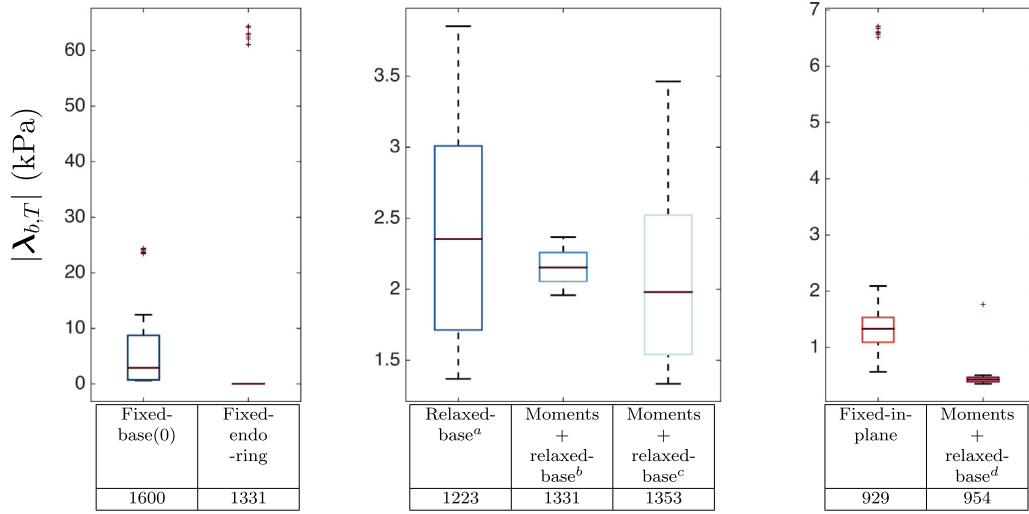 |λ_{b,T}| (kPa)
60
50
40
30
20
10
0
3.5
3
2.5
2
1.5
7
6
5
4
3
2
1
Fixed-
base(0)
Fixed-
endo
-ring
1600
1331
Relaxed-
base^a
Moments
+
relaxed-
base^b
Moments
+
relaxed-
base^c
1223
1331
1353
Fixed-in-
plane
Moments
+
relaxed-
base^d
929
954